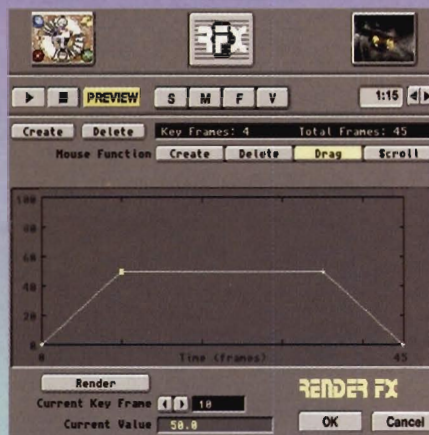 RFX
PREVIEW S M F V 1:15
Create Delete Key Frames: 4 Total Frames: 45
Mouse Function Create Delete Drag Scroll
100
80
60
40
20
0
0 Time (frames) 45
Render
RENDER FX
Current Key Frame 10
Current Value 50.0
OK Cancel